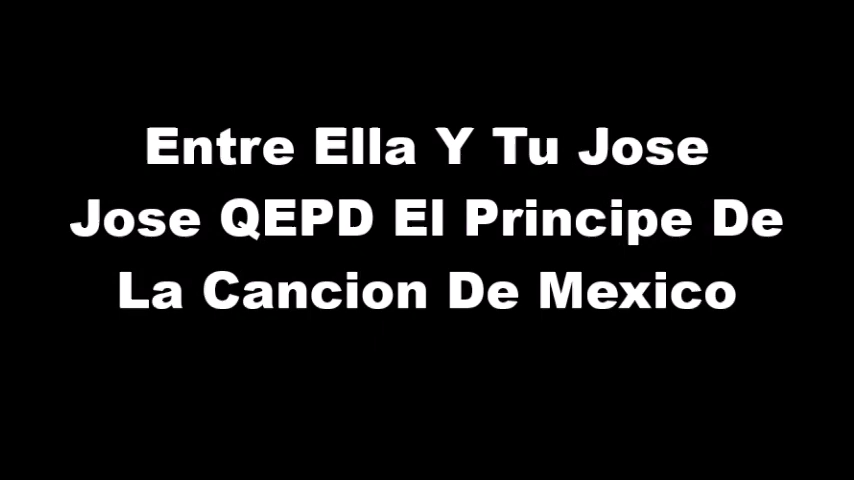 Entre Ella Y Tu Jose
Jose QEPD El Principe De
La Cancion De Mexico